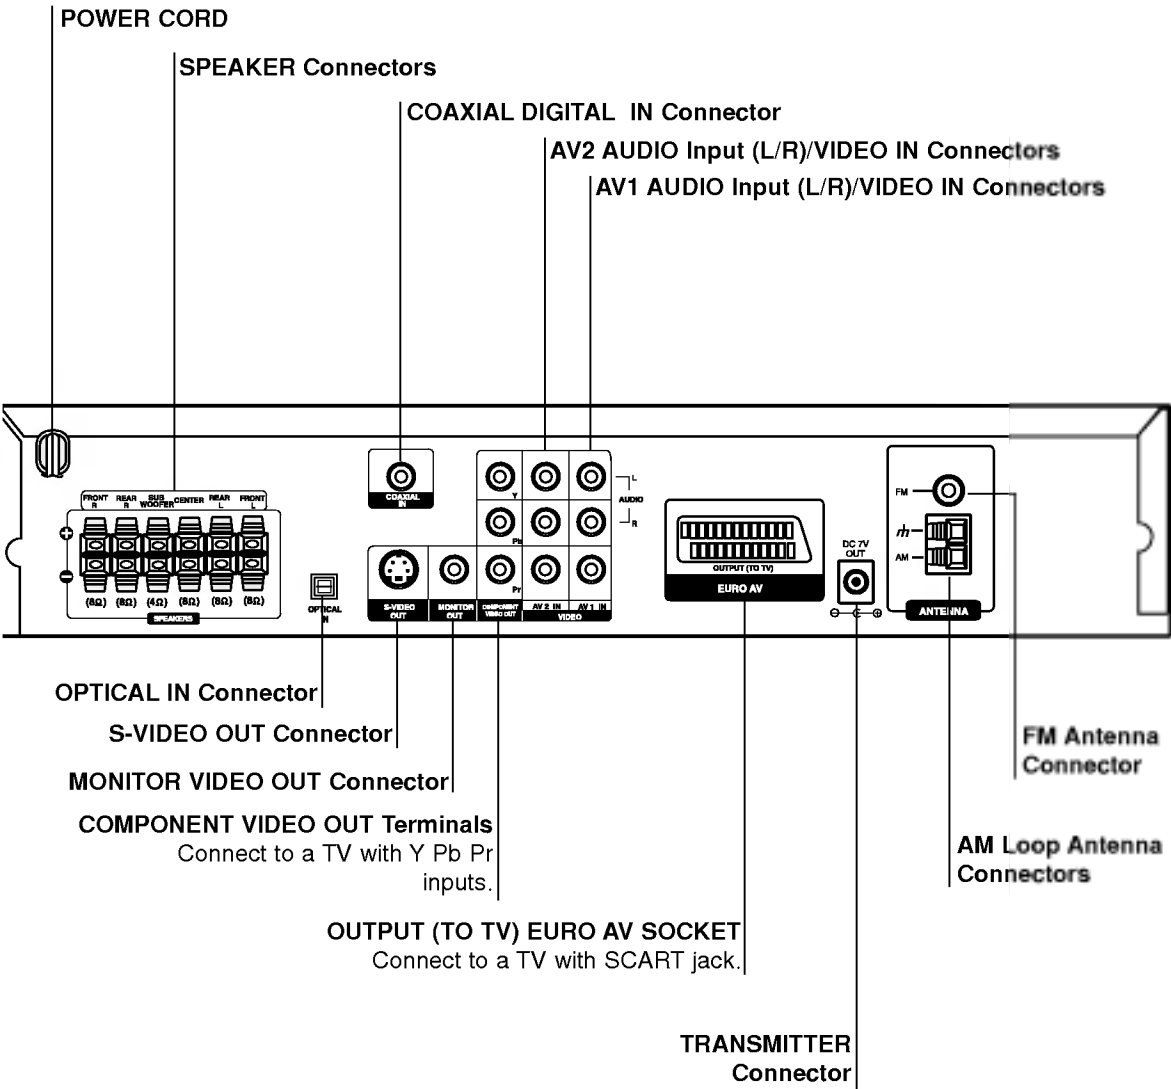 POWER CORD
SPEAKER Connectors
COAXIAL DIGITAL IN Connector
AV2 AUDIO Input (L/R)/VIDEO IN Connectors
AV1 AUDIO Input (L/R)/VIDEO IN Connectors
FRONT R
REAR R
SUB WOOFER
CENTER
REAR L
FRONT L
(8Ω) (8Ω) (4Ω) (8Ω) (8Ω) (8Ω)
SPEAKERS
OPTICAL IN
COAXIAL IN
S-VIDEO OUT
MONITOR OUT
Y
Pb
Pr
COMPONENT VIDEO OUT
AV 2 IN
AV 1 IN
VIDEO
L
AUDIO
R
OUTPUT (TO TV)
EURO AV
DC 7V OUT
FM
AM
ANTENNA
OPTICAL IN Connector
S-VIDEO OUT Connector
MONITOR VIDEO OUT Connector
COMPONENT VIDEO OUT Terminals
Connect to a TV with Y Pb Pr
inputs.
OUTPUT (TO TV) EURO AV SOCKET
Connect to a TV with SCART jack.
TRANSMITTER
Connector
FM Antenna
Connector
AM Loop Antenna
Connectors